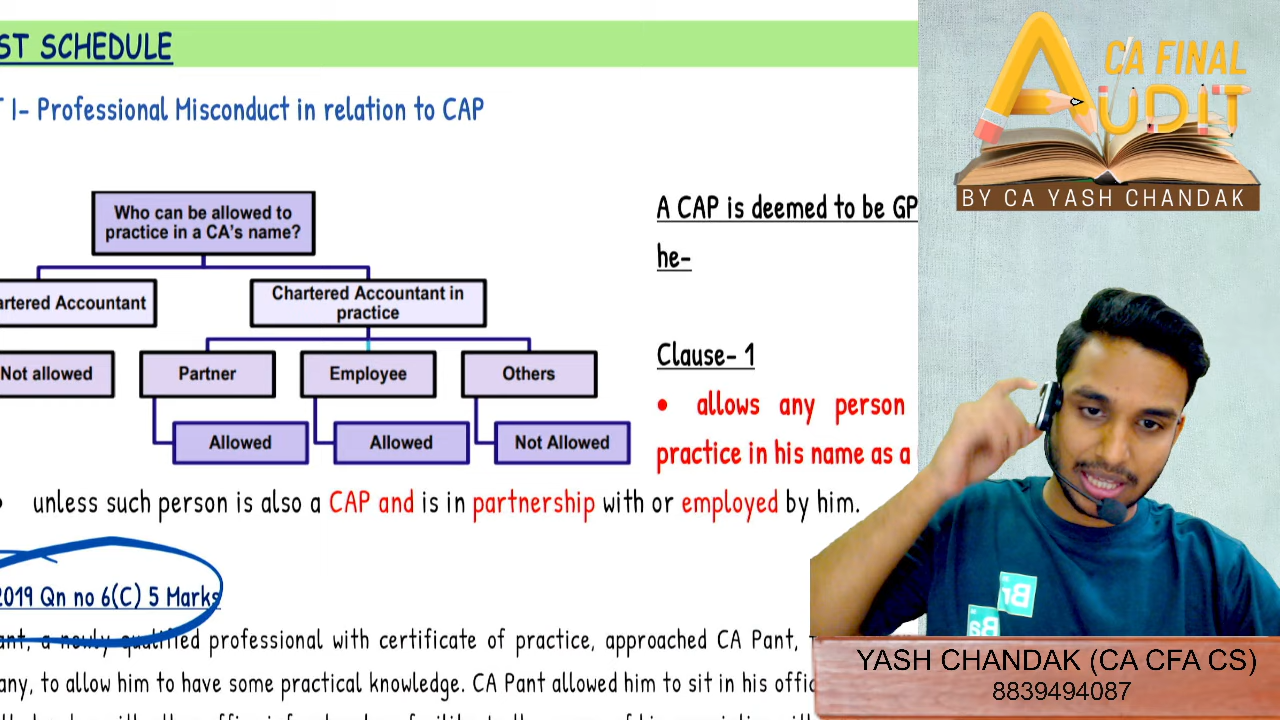 ST SCHEDULE
I- Professional Misconduct in relation to CAP
Who can be allowed to
practice in a CA's name?
artered Accountant
Chartered Accountant in
practice
Not allowed
Partner
Employee
Others
Allowed
Allowed
Not Allowed
A CAP is deemed to be GP
he-
Clause- 1
• allows any person
practice in his name as a
unless such person is also a CAP and is in partnership with or employed by him.
2019 Qn no 6(C) 5 Marks
ant, a newly qualified professional with certificate of practice, approached CA Pant,
any, to allow him to have some practical knowledge. CA Pant allowed him to sit in his offic
CA FINAL
AUDIT
BY CA YASH CHANDAK
Br
Ba
YASH CHANDAK (CA CFA CS)
8839494087